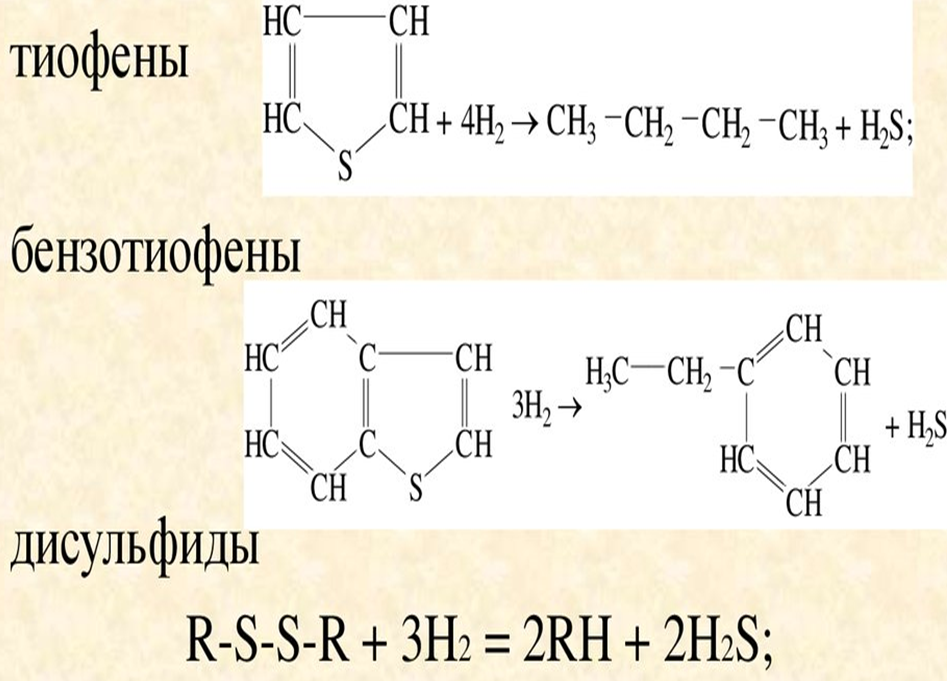 HC CH
тиофены
HC CH + 4H₂ → CH₃ – CH₂ – CH₂ – CH₃ + H₂S;
S
бензотиофены
CH CH
HC C CH H₃C — CH₂ – C CH
3H₂ → + H₂S
HC C CH HC CH
CH S CH
дисульфиды
R-S-S-R + 3H₂ = 2RH + 2H₂S;